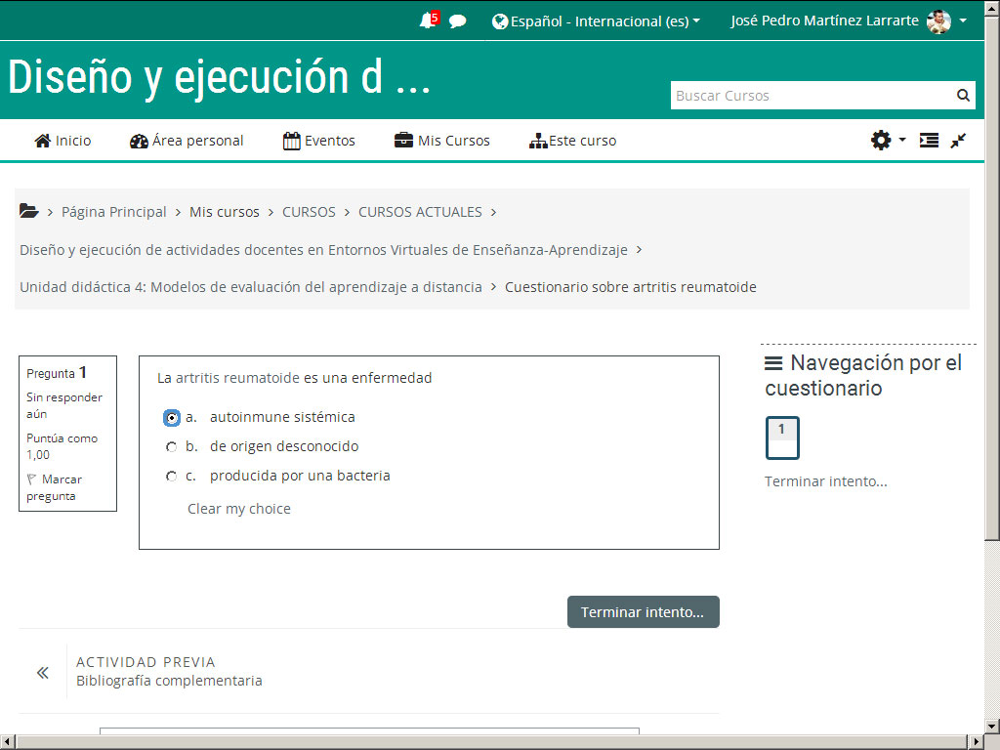 5 Español - Internacional (es) José Pedro Martínez Larrarte
Diseño y ejecución d ...
Buscar Cursos
Inicio Área personal Eventos Mis Cursos Este curso
Página Principal Mis cursos CURSOS CURSOS ACTUALES
Diseño y ejecución de actividades docentes en Entornos Virtuales de Enseñanza-Aprendizaje
Unidad didáctica 4: Modelos de evaluación del aprendizaje a distancia Cuestionario sobre artritis reumatoide
Pregunta 1
Sin responder
aún
Puntúa como
1,00
Marcar
pregunta
La artritis reumatoide es una enfermedad
a. autoinmune sistémica
b. de origen desconocido
c. producida por una bacteria
Clear my choice
Navegación por el
cuestionario
1
Terminar intento...
Terminar intento...
ACTIVIDAD PREVIA
Bibliografía complementaria